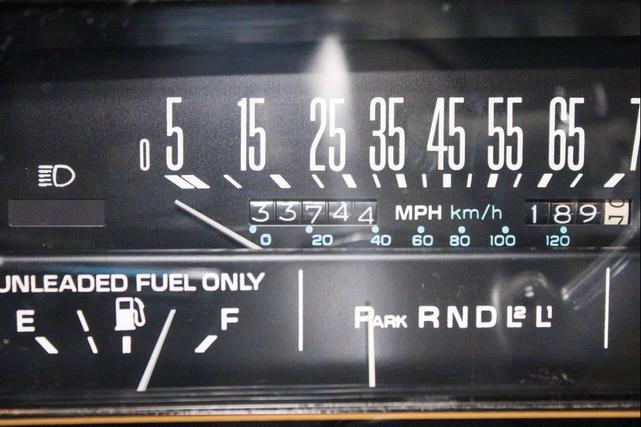 0 5 15 25 35 45 55 65 7
33744 MPH km/h 189
0 20 40 60 80 100 120
UNLEADED FUEL ONLY
E F PARK R N D L2 L1